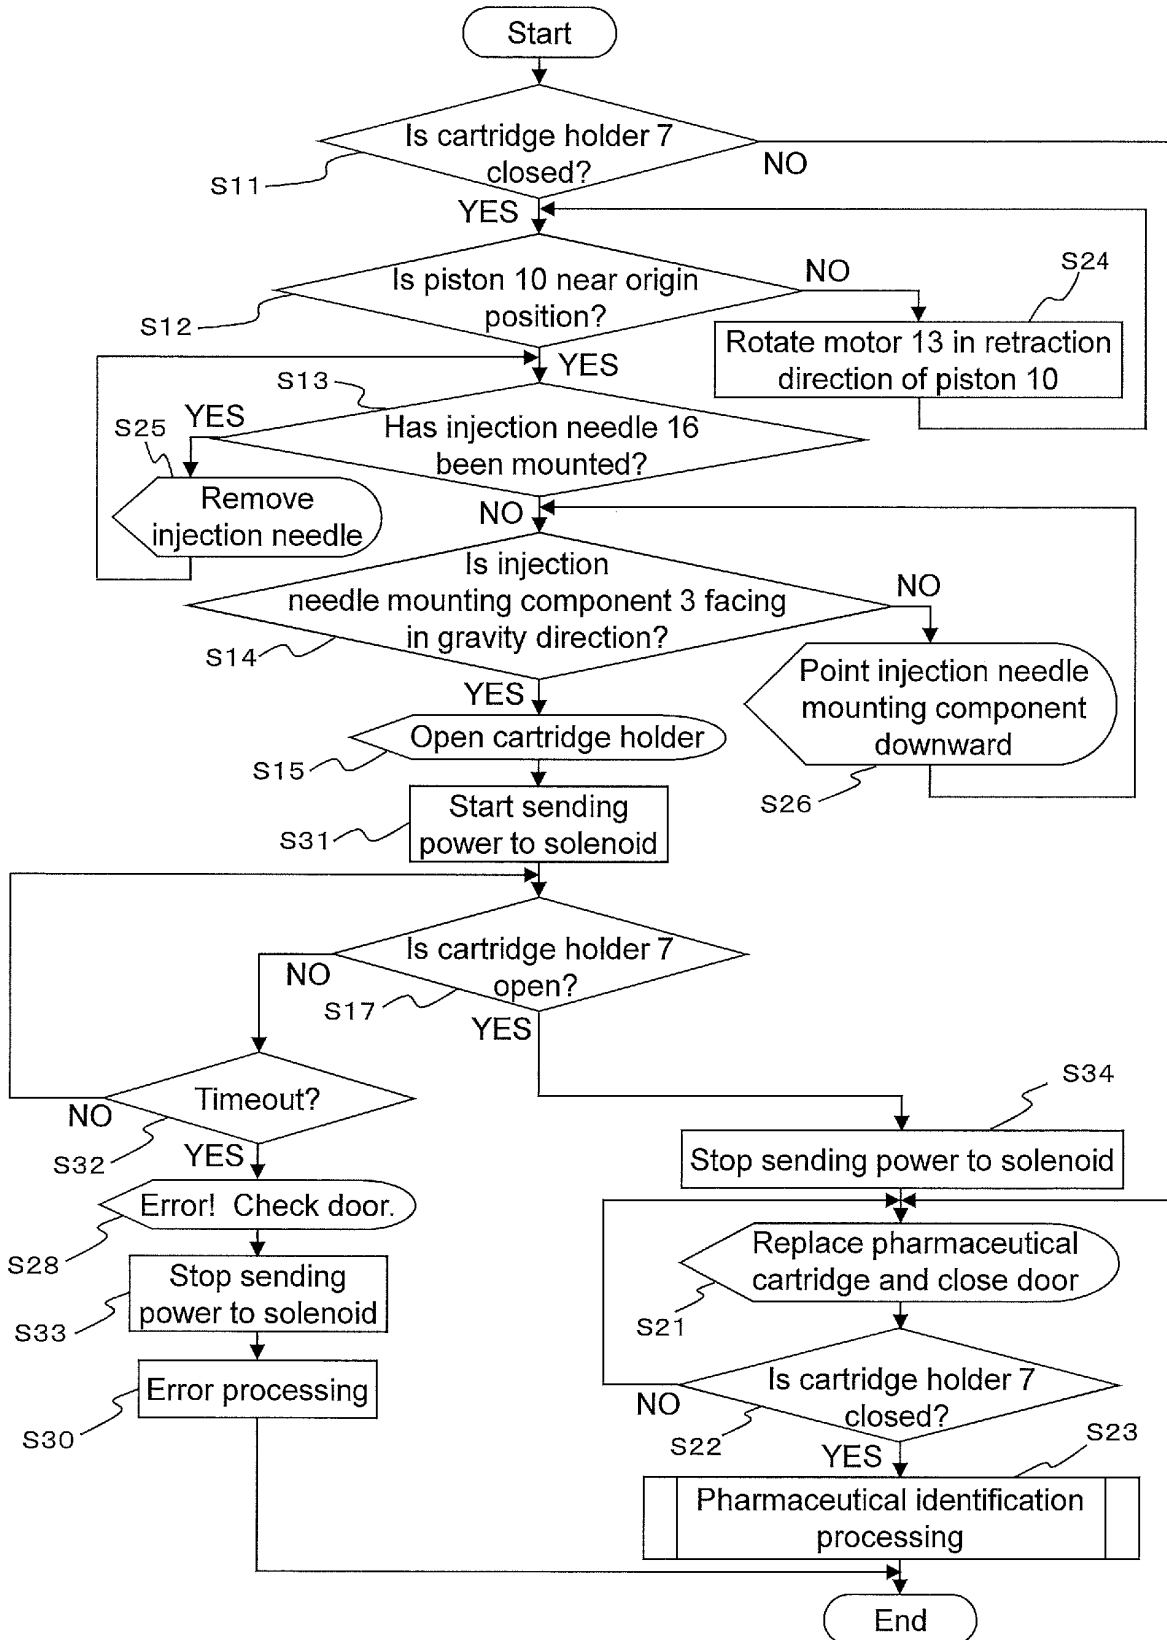 Start
Is cartridge holder 7
closed?
S11
NO
YES
Is piston 10 near origin
position?
S12
NO
S24
Rotate motor 13 in retraction
direction of piston 10
YES
S13
Has injection needle 16
been mounted?
YES
S25
Remove
injection needle
NO
Is injection
needle mounting component 3 facing
in gravity direction?
S14
NO
Point injection needle
mounting component
downward
S26
YES
Open cartridge holder
S15
Start sending
power to solenoid
S31
Is cartridge holder 7
open?
NO
S17
YES
Timeout?
NO
S32
YES
Error! Check door.
S28
Stop sending
power to solenoid
S33
Error processing
S30
S34
Stop sending power to solenoid
Replace pharmaceutical
cartridge and close door
S21
Is cartridge holder 7
closed?
NO
S22
YES
S23
Pharmaceutical identification
processing
End